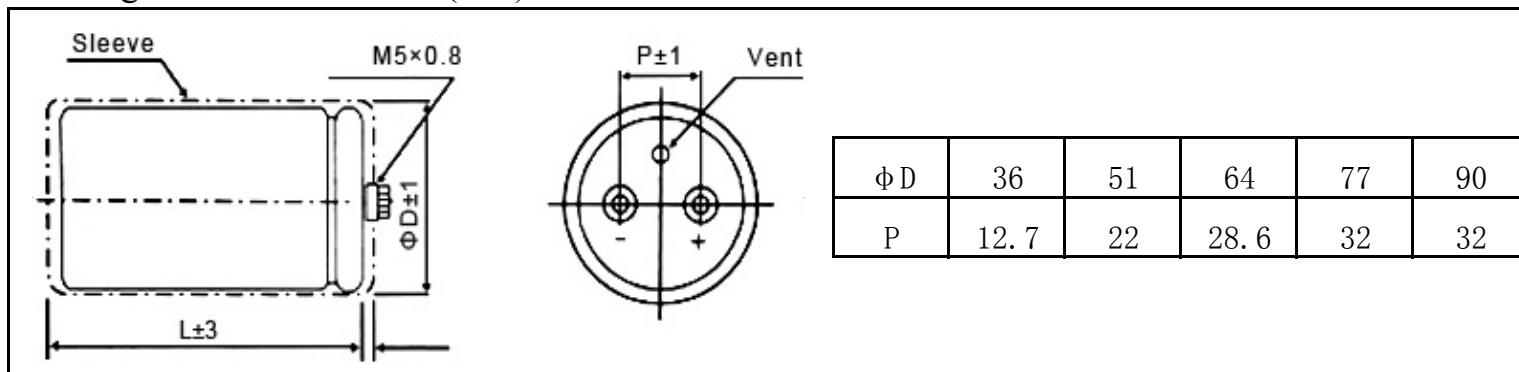 Sleeve
M5×0.8
P±1
Vent
ΦD±1
- +
L±3
φD 36 51 64 77 90
P 12.7 22 28.6 32 32